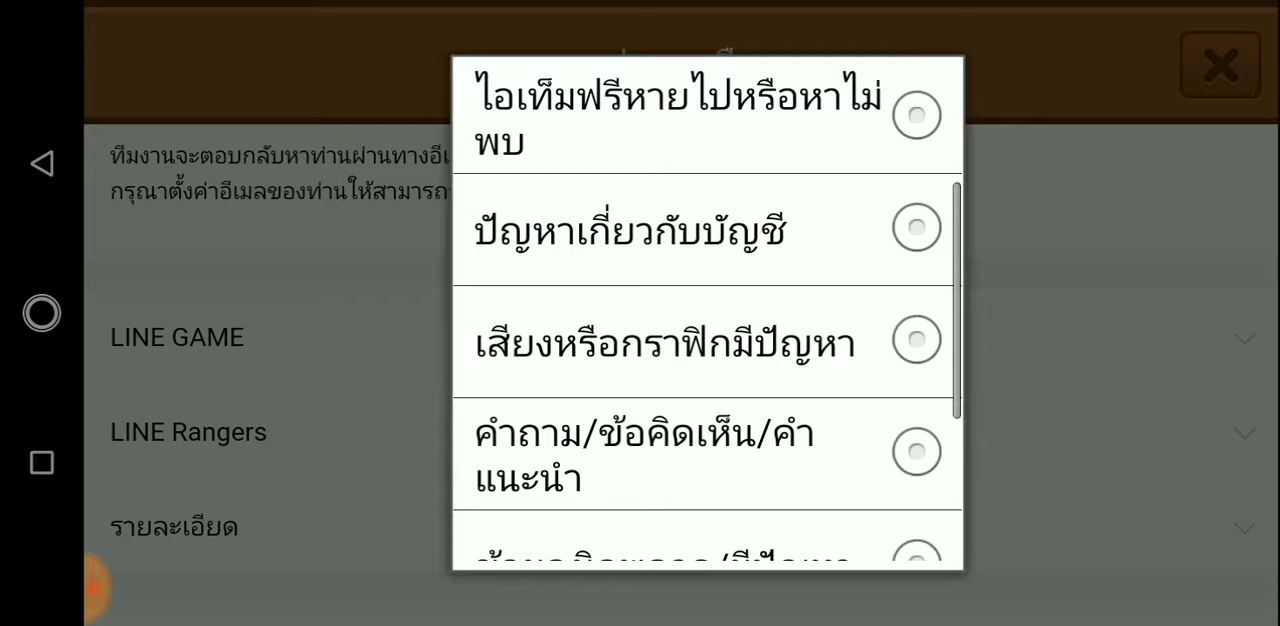 ไอเท็มฟรีหายไปหรือหาไม่
พบ
ปัญหาเกี่ยวกับบัญชี
เสียงหรือกราฟิกมีปัญหา
คำถาม/ข้อคิดเห็น/คำ
แนะนำ
ทีมงานจะตอบกลับหาท่านผ่านทางอี
กรุณาตั้งค่าอีเมลของท่านให้สามารถ
LINE GAME
LINE Rangers
รายละเอียด